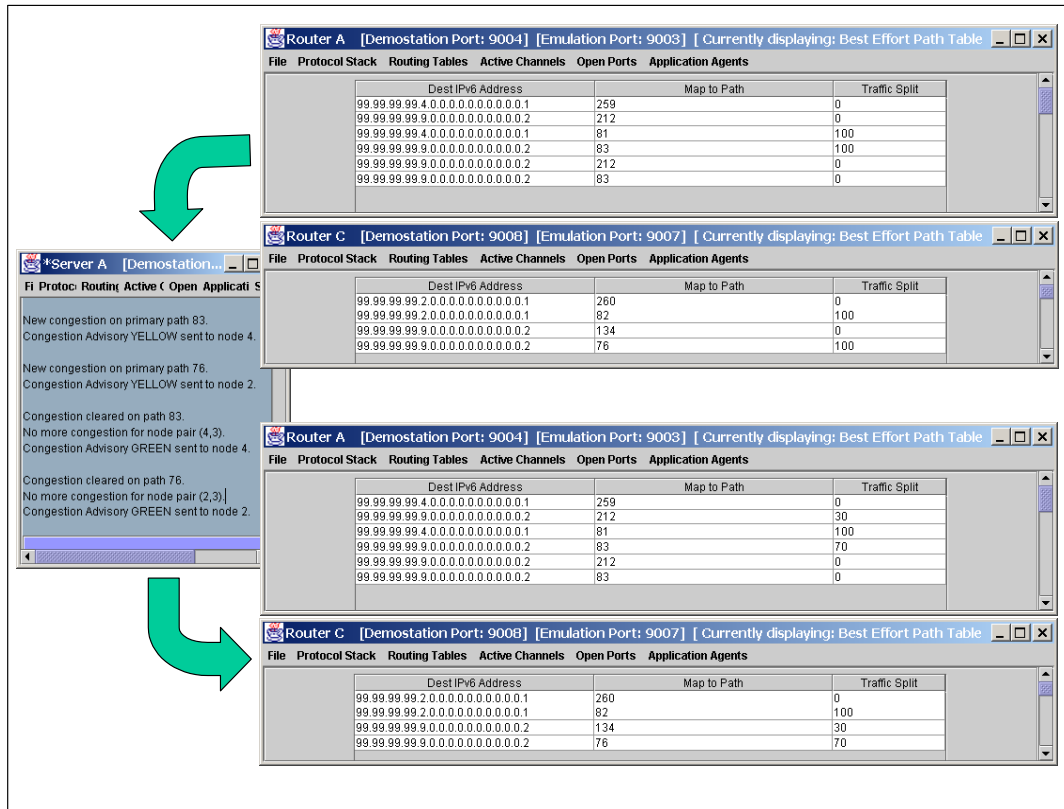 Router A [Demostation Port: 9004] [Emulation Port: 9003] [ Currently displaying: Best Effort Path Table
File Protocol Stack Routing Tables Active Channels Open Ports Application Agents
Dest IPv6 Address Map to Path Traffic Split
99.99.99.99.4.0.0.0.0.0.0.0.0.0.0.1 259 0
99.99.99.99.9.0.0.0.0.0.0.0.0.0.0.2 212 0
99.99.99.99.4.0.0.0.0.0.0.0.0.0.0.1 81 100
99.99.99.99.9.0.0.0.0.0.0.0.0.0.0.2 83 100
99.99.99.99.9.0.0.0.0.0.0.0.0.0.0.2 212 0
99.99.99.99.9.0.0.0.0.0.0.0.0.0.0.2 83 0
Router C [Demostation Port: 9008] [Emulation Port: 9007] [ Currently displaying: Best Effort Path Table
File Protocol Stack Routing Tables Active Channels Open Ports Application Agents
Dest IPv6 Address Map to Path Traffic Split
99.99.99.99.2.0.0.0.0.0.0.0.0.0.0.1 260 0
99.99.99.99.2.0.0.0.0.0.0.0.0.0.0.1 82 100
99.99.99.99.9.0.0.0.0.0.0.0.0.0.0.2 134 0
99.99.99.99.9.0.0.0.0.0.0.0.0.0.0.2 76 100
*Server A [Demostation...
Fi Protoc Routing Active ( Open Applicati S
New congestion on primary path 83.
Congestion Advisory YELLOW sent to node 4.
New congestion on primary path 76.
Congestion Advisory YELLOW sent to node 2.
Congestion cleared on path 83.
No more congestion for node pair (4,3).
Congestion Advisory GREEN sent to node 4.
Congestion cleared on path 76.
No more congestion for node pair (2,3).
Congestion Advisory GREEN sent to node 2.
Router A [Demostation Port: 9004] [Emulation Port: 9003] [ Currently displaying: Best Effort Path Table
File Protocol Stack Routing Tables Active Channels Open Ports Application Agents
Dest IPv6 Address Map to Path Traffic Split
99.99.99.99.4.0.0.0.0.0.0.0.0.0.0.1 259 0
99.99.99.99.9.0.0.0.0.0.0.0.0.0.0.2 212 30
99.99.99.99.4.0.0.0.0.0.0.0.0.0.0.1 81 100
99.99.99.99.9.0.0.0.0.0.0.0.0.0.0.2 83 70
99.99.99.99.9.0.0.0.0.0.0.0.0.0.0.2 212 0
99.99.99.99.9.0.0.0.0.0.0.0.0.0.0.2 83 0
Router C [Demostation Port: 9008] [Emulation Port: 9007] [ Currently displaying: Best Effort Path Table
File Protocol Stack Routing Tables Active Channels Open Ports Application Agents
Dest IPv6 Address Map to Path Traffic Split
99.99.99.99.2.0.0.0.0.0.0.0.0.0.0.1 260 0
99.99.99.99.2.0.0.0.0.0.0.0.0.0.0.1 82 100
99.99.99.99.9.0.0.0.0.0.0.0.0.0.0.2 134 30
99.99.99.99.9.0.0.0.0.0.0.0.0.0.0.2 76 70